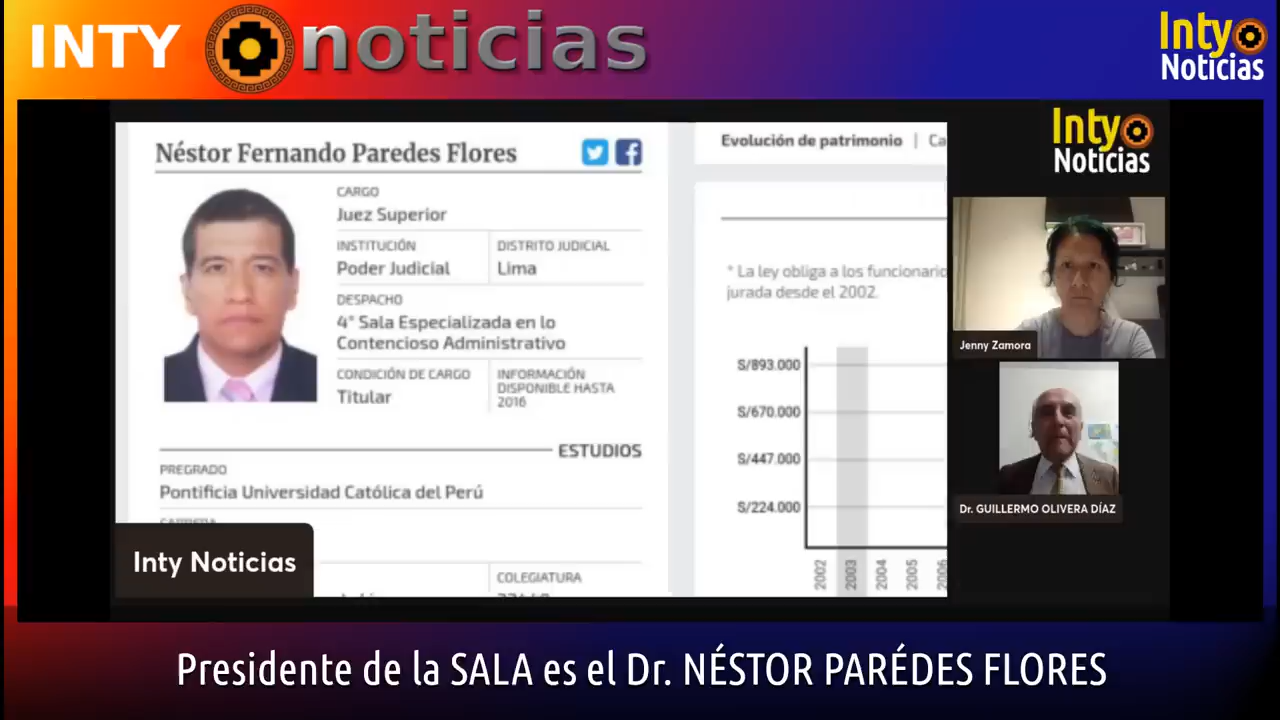 INTY noticias
Inty
Noticias
Inty
Noticias
Néstor Fernando Paredes Flores
CARGO
Juez Superior
INSTITUCIÓN
Poder Judicial
DISTRITO JUDICIAL
Lima
DESPACHO
4° Sala Especializada en lo
Contencioso Administrativo
CONDICIÓN DE CARGO
Titular
INFORMACIÓN
DISPONIBLE HASTA
2016
ESTUDIOS
PREGRADO
Pontificia Universidad Católica del Perú
COLEGIATURA
Inty Noticias
Evolución de patrimonio | Ca
* La ley obliga a los funcionario
jurada desde el 2002.
S/893.000
S/670.000
S/447.000
S/224.000
2002
2003
2004
2005
2006
Jenny Zamora
Dr. GUILLERMO OLIVERA DÍAZ
Presidente de la SALA es el Dr. NÉSTOR PARÉDES FLORES